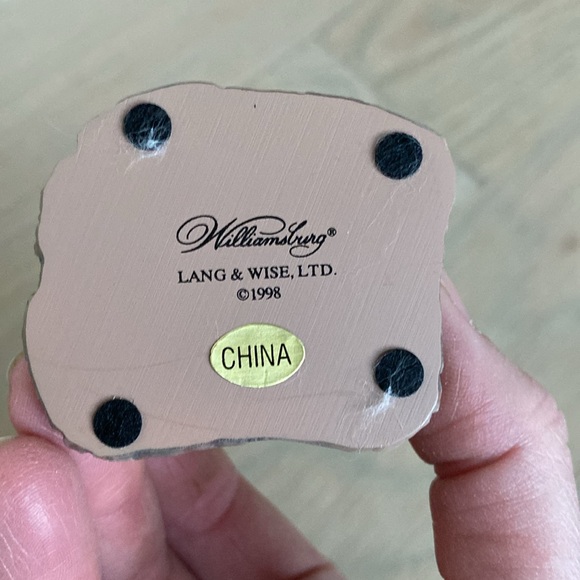 Williamsburg®
LANG & WISE, LTD.
©1998
CHINA